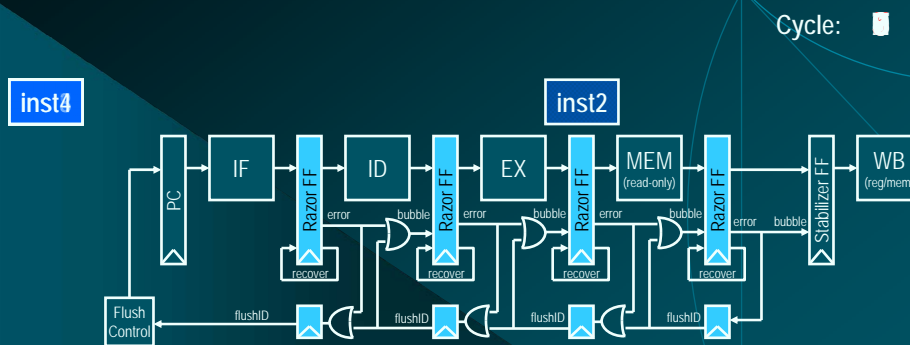 Cycle:
inst
inst2
PC
IF
Razor FF
ID
Razor FF
EX
Razor FF
MEM
(read-only)
Razor FF
Stabilizer FF
WB
(reg/mem
error
bubble
error
bubble
error
bubble
error
bubble
recover
recover
recover
recover
Flush
Control
flushID
flushID
flushID
flushID